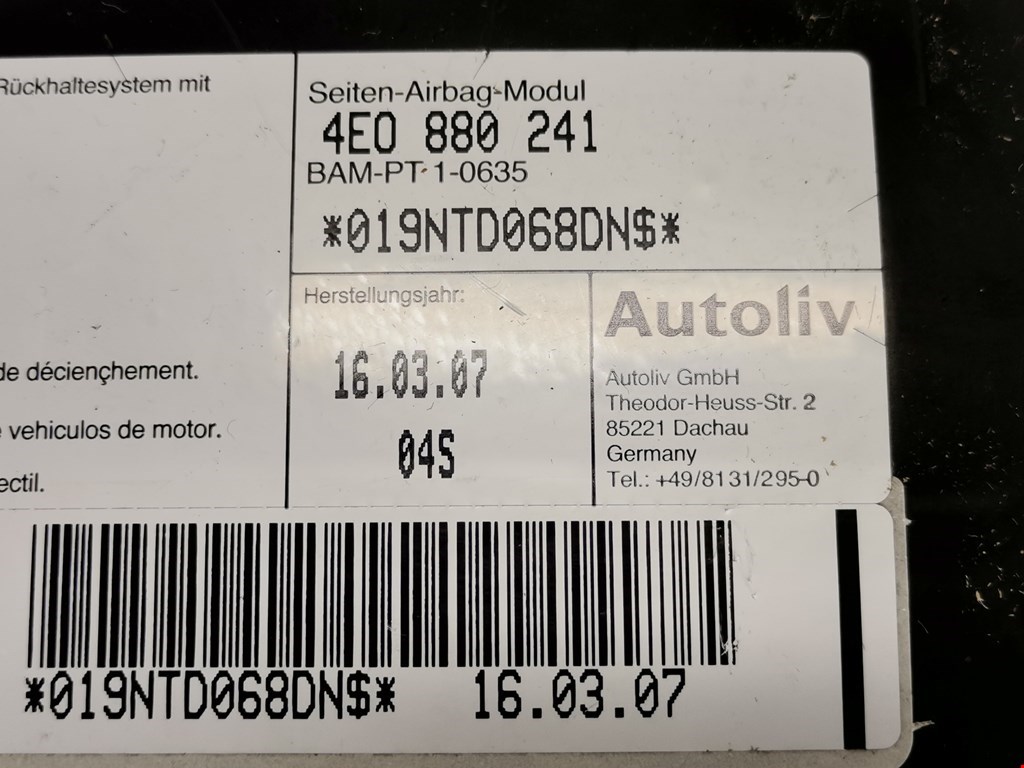 Rückhaltesystem mit
de décienchement.
vehiculos de motor.
ectil.
Seiten-Airbag-Modul
4E0 880 241
BAM-PT 1-0635
*019NTD068DN$*
Herstellungsjahr:
16.03.07
04S
Autoliv
Autoliv GmbH
Theodor-Heuss-Str. 2
85221 Dachau
Germany
Tel.: +49/8131/295-0
*019NTD068DN$* 16.03.07